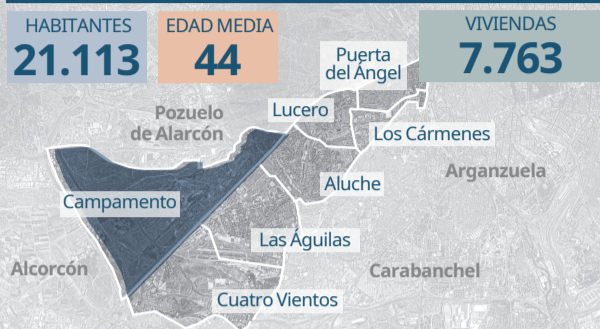 HABITANTES
21.113
EDAD MEDIA
44
VIVIENDAS
7.763
Puerta
del Ángel
Lucero
Pozuelo
de Alarcón
Los Cármenes
Arganzuela
Aluche
Campamento
Las Águilas
Alcorcón
Carabanchel
Cuatro Vientos